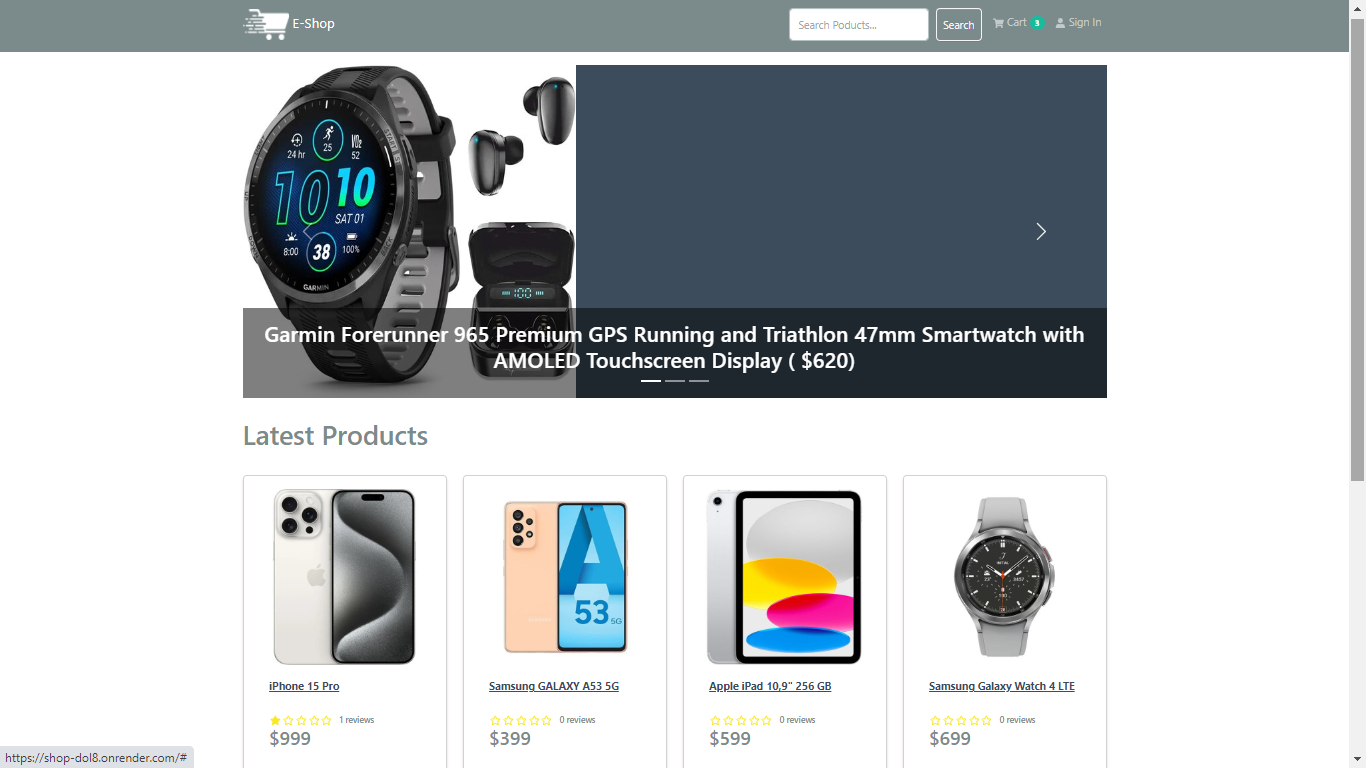 E-Shop
Search Poducts...
Search
Cart 3
Sign In
24 hr
25
VO2
52
10 10
SAT 01
8:00
38
100%
GARMIN
100
Garmin Forerunner 965 Premium GPS Running and Triathlon 47mm Smartwatch with
AMOLED Touchscreen Display ( $620)
Latest Products
A
53 5G
iPhone 15 Pro
Samsung GALAXY A53 5G
Apple iPad 10,9" 256 GB
Samsung Galaxy Watch 4 LTE
1 reviews
0 reviews
0 reviews
0 reviews
$999
$399
$599
$699
https://shop-dol8.onrender.com/#